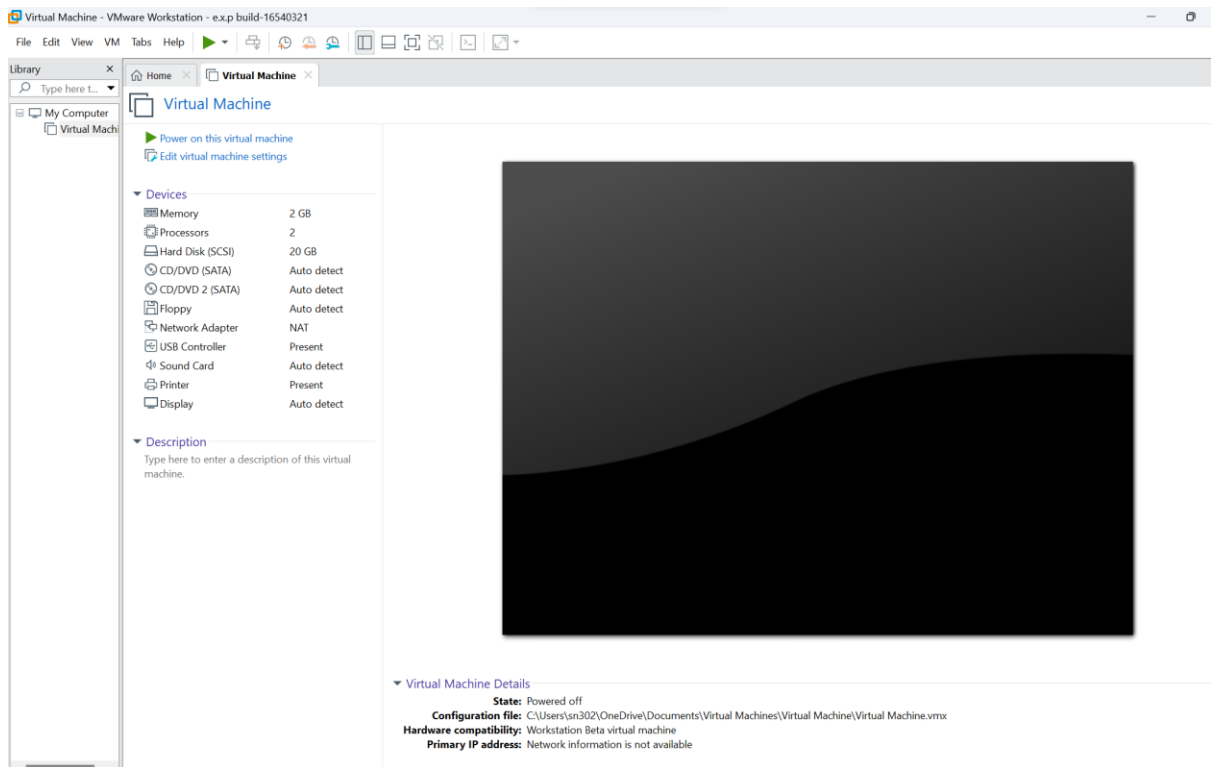 Virtual Machine - VMware Workstation - e.x.p build-16540321
File Edit View VM Tabs Help
Library
Type here t...
My Computer
Virtual Machi
Home
Virtual Machine
Virtual Machine
Power on this virtual machine
Edit virtual machine settings
Devices
Memory 2 GB
Processors 2
Hard Disk (SCSI) 20 GB
CD/DVD (SATA) Auto detect
CD/DVD 2 (SATA) Auto detect
Floppy Auto detect
Network Adapter NAT
USB Controller Present
Sound Card Auto detect
Printer Present
Display Auto detect
Description
Type here to enter a description of this virtual
machine.
Virtual Machine Details
State: Powered off
Configuration file: C:\Users\sn302\OneDrive\Documents\Virtual Machines\Virtual Machine\Virtual Machine.vmx
Hardware compatibility: Workstation Beta virtual machine
Primary IP address: Network information is not available